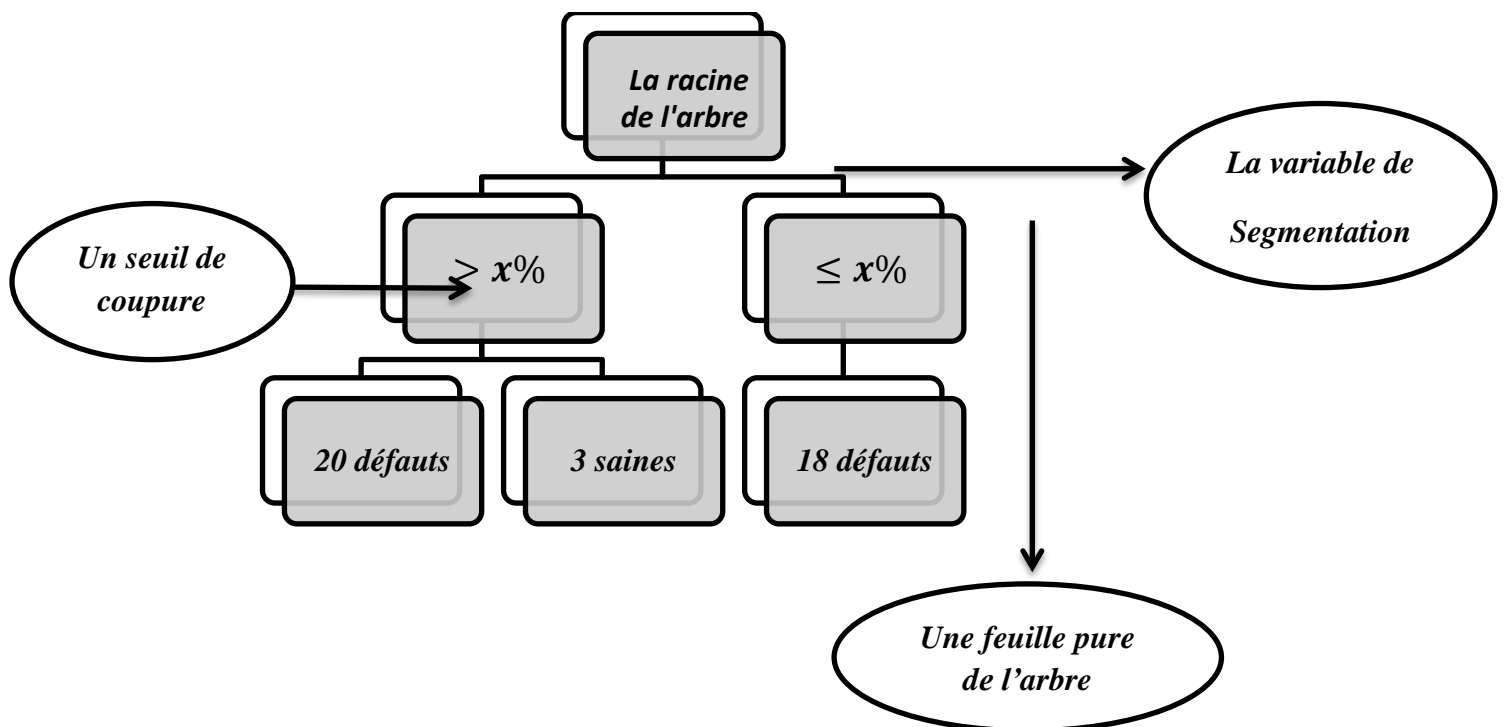 La racine
de l'arbre
La variable de
Segmentation
Un seuil de
coupure
> x%
≤ x%
20 défauts
3 saines
18 défauts
Une feuille pure
de l’arbre